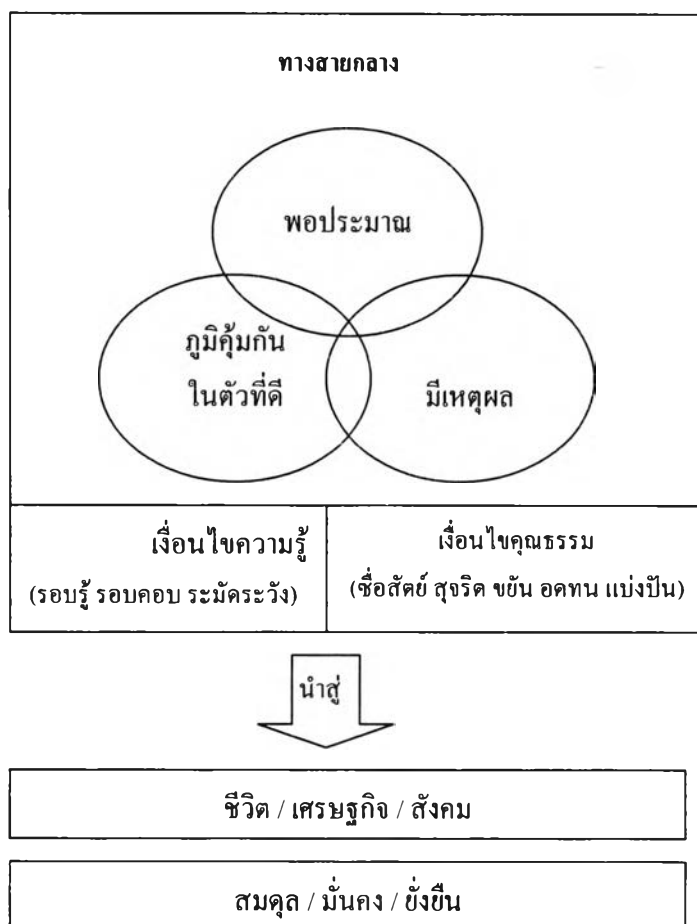 ทางสายกลาง
พอประมาณ
ภูมิคุ้มกัน
ในตัวที่ดี
มีเหตุผล
เงื่อนไขความรู้
(รอบรู้ รอบคอบ ระมัดระวัง)
เงื่อนไขคุณธรรม
(ซื่อสัตย์ สุจริต ขยัน อดทน แบ่งปัน)
นำสู่
ชีวิต / เศรษฐกิจ / สังคม
สมดุล / มั่นคง / ยั่งยืน